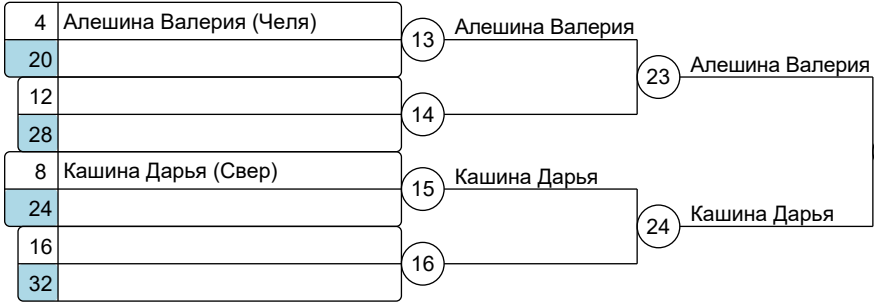 4 Алешина Валерия (Челя)
20
12
28
8 Кашина Дарья (Свер)
24
16
32
13 Алешина Валерия
14
15 Кашина Дарья
16
23 Алешина Валерия
24 Кашина Дарья